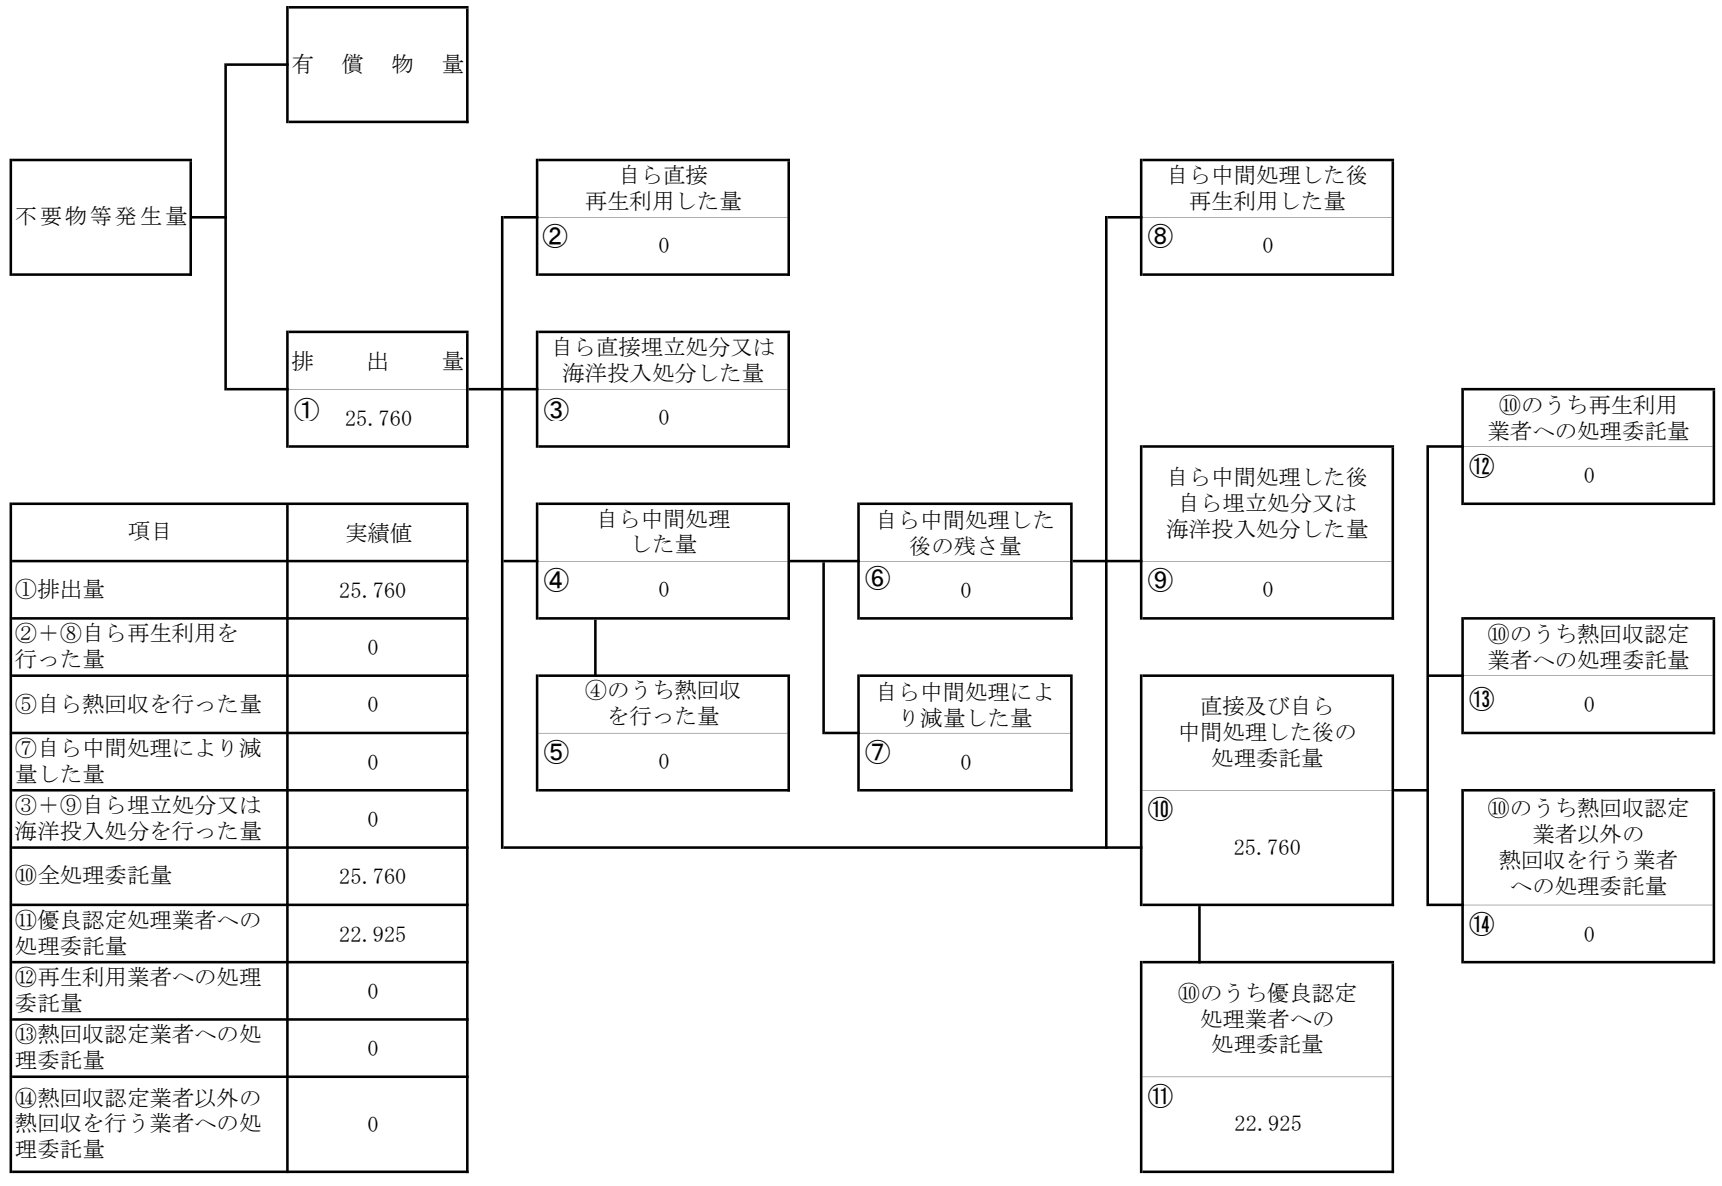 有償物量
不要物等発生量
排出量
① 25.760
自ら直接
再生利用した量
② 0
自ら直接埋立処分又は
海洋投入処分した量
③ 0
自ら中間処理
した量
④ 0
④のうち熱回収
を行った量
⑤ 0
自ら中間処理した
後の残さ量
⑥ 0
自ら中間処理によ
り減量した量
⑦ 0
自ら中間処理した後
再生利用した量
⑧ 0
自ら中間処理した後
自ら埋立処分又は
海洋投入処分した量
⑨ 0
直接及び自ら
中間処理した後の
処理委託量
⑩
25.760
⑩のうち優良認定
処理業者への
処理委託量
⑪
22.925
⑩のうち再生利用
業者への処理委託量
⑫ 0
⑩のうち熱回収認定
業者への処理委託量
⑬ 0
⑩のうち熱回収認定
業者以外の
熱回収を行う業者
への処理委託量
⑭ 0
項目 実績値
①排出量 25.760
②＋⑧自ら再生利用を
行った量 0
⑤自ら熱回収を行った量 0
⑦自ら中間処理により減
量した量 0
③＋⑨自ら埋立処分又は
海洋投入処分を行った量 0
⑩全処理委託量 25.760
⑪優良認定処理業者への
処理委託量 22.925
⑫再生利用業者への処理
委託量 0
⑬熱回収認定業者への処
理委託量 0
⑭熱回収認定業者以外の
熱回収を行う業者への処
理委託量 0